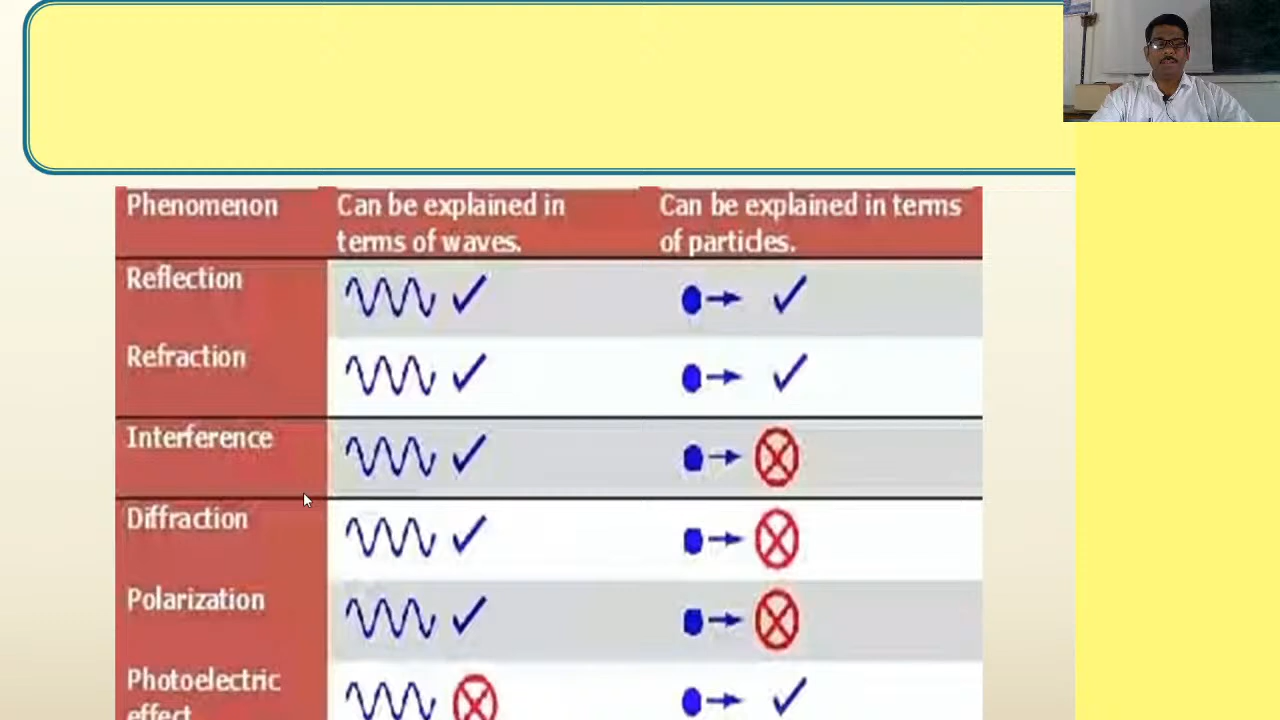 Phenomenon
Can be explained in
terms of waves.
Can be explained in terms
of particles.
Reflection
Refraction
Interference
Diffraction
Polarization
Photoelectric
effect